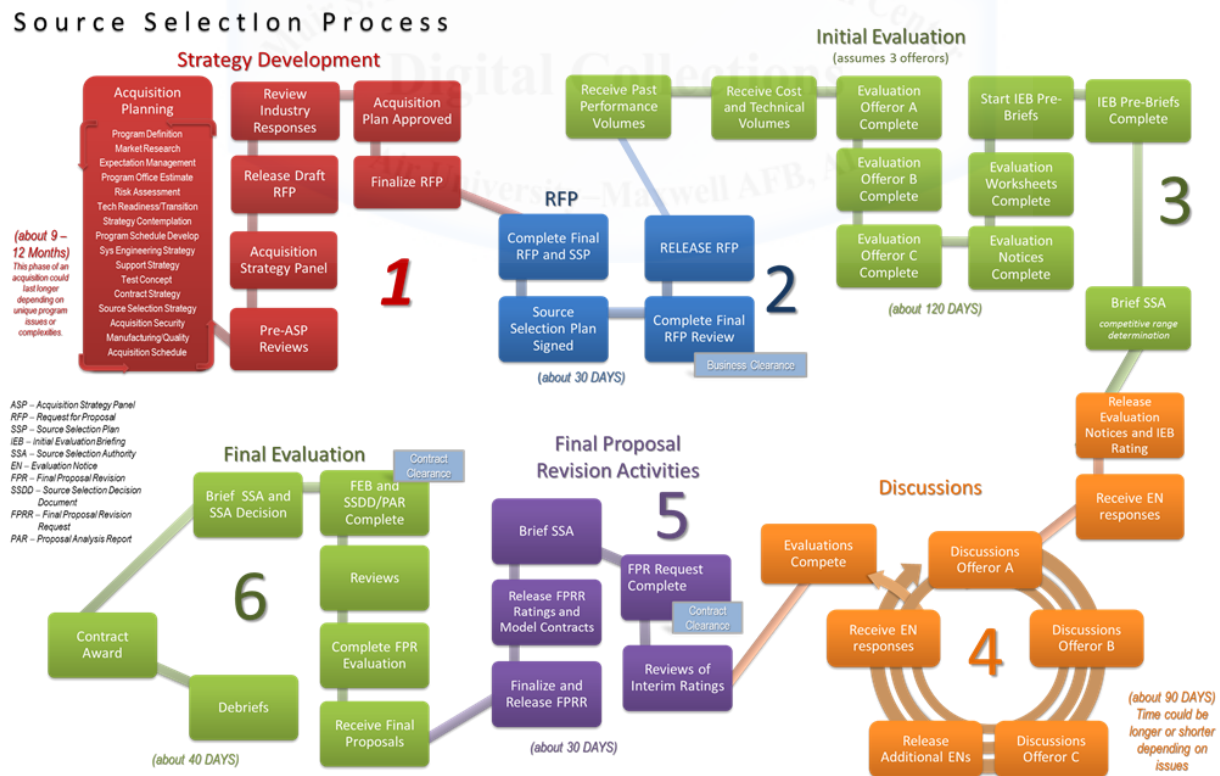 Source Selection Process
Strategy Development
Acquisition
Planning
Program Definition
Market Research
Expectation Management
Program Office Estimate
Risk Assessment
Tech Readiness/Transition
Strategy Contemplation
Program Schedule Develop
Sys Engineering Strategy
Support Strategy
Test Concept
Contract Strategy
Source Selection Strategy
Acquisition Security
Manufacturing/Quality
Acquisition Schedule
(about 9 –
12 Months)
This phase of an
acquisition could
last longer
depending on
unique program
issues or
complexities.
Review
Industry
Responses
Release Draft
RFP
Acquisition
Strategy Panel
Pre-ASP
Reviews
Acquisition
Plan Approved
Finalize RFP
1
RFP
Complete Final
RFP and SSP
Source
Selection Plan
Signed
RELEASE RFP
Complete Final
RFP Review
Business Clearance
2
(about 30 DAYS)
Initial Evaluation
(assumes 3 offerors)
Receive Past
Performance
Volumes
Receive Cost
and Technical
Volumes
Evaluation
Offeror A
Complete
Evaluation
Offeror B
Complete
Evaluation
Offeror C
Complete
Start IEB Pre-
Briefs
Evaluation
Worksheets
Complete
Evaluation
Notices
Complete
IEB Pre-Briefs
Complete
3
(about 120 DAYS)
Brief SSA
competitive range
determination
Digital Collections
Air University–Maxwell AFB, AL
ASP – Acquisition Strategy Panel
RFP – Request for Proposal
SSP – Source Selection Plan
IEB – Initial Evaluation Briefing
SSA – Source Selection Authority
EN – Evaluation Notice
FPR – Final Proposal Revision
SSDD – Source Selection Decision
Document
FPRR – Final Proposal Revision
Request
PAR – Proposal Analysis Report
Discussions
Release
Evaluation
Notices and IEB
Rating
Receive EN
responses
Discussions
Offeror A
Discussions
Offeror B
Discussions
Offeror C
Release
Additional ENs
Receive EN
responses
Evaluations
Compete
4
(about 90 DAYS)
Time could be
longer or shorter
depending on
issues
Final Proposal
Revision Activities
5
Brief SSA
Release FPRR
Ratings and
Model Contracts
Finalize and
Release FPRR
FPR Request
Complete
Contract
Clearance
Reviews of
Interim Ratings
(about 30 DAYS)
Final Evaluation
Contract
Clearance
Brief SSA and
SSA Decision
FEB and
SSDD/PAR
Complete
Reviews
Complete FPR
Evaluation
Receive Final
Proposals
6
Contract
Award
Debriefs
(about 40 DAYS)